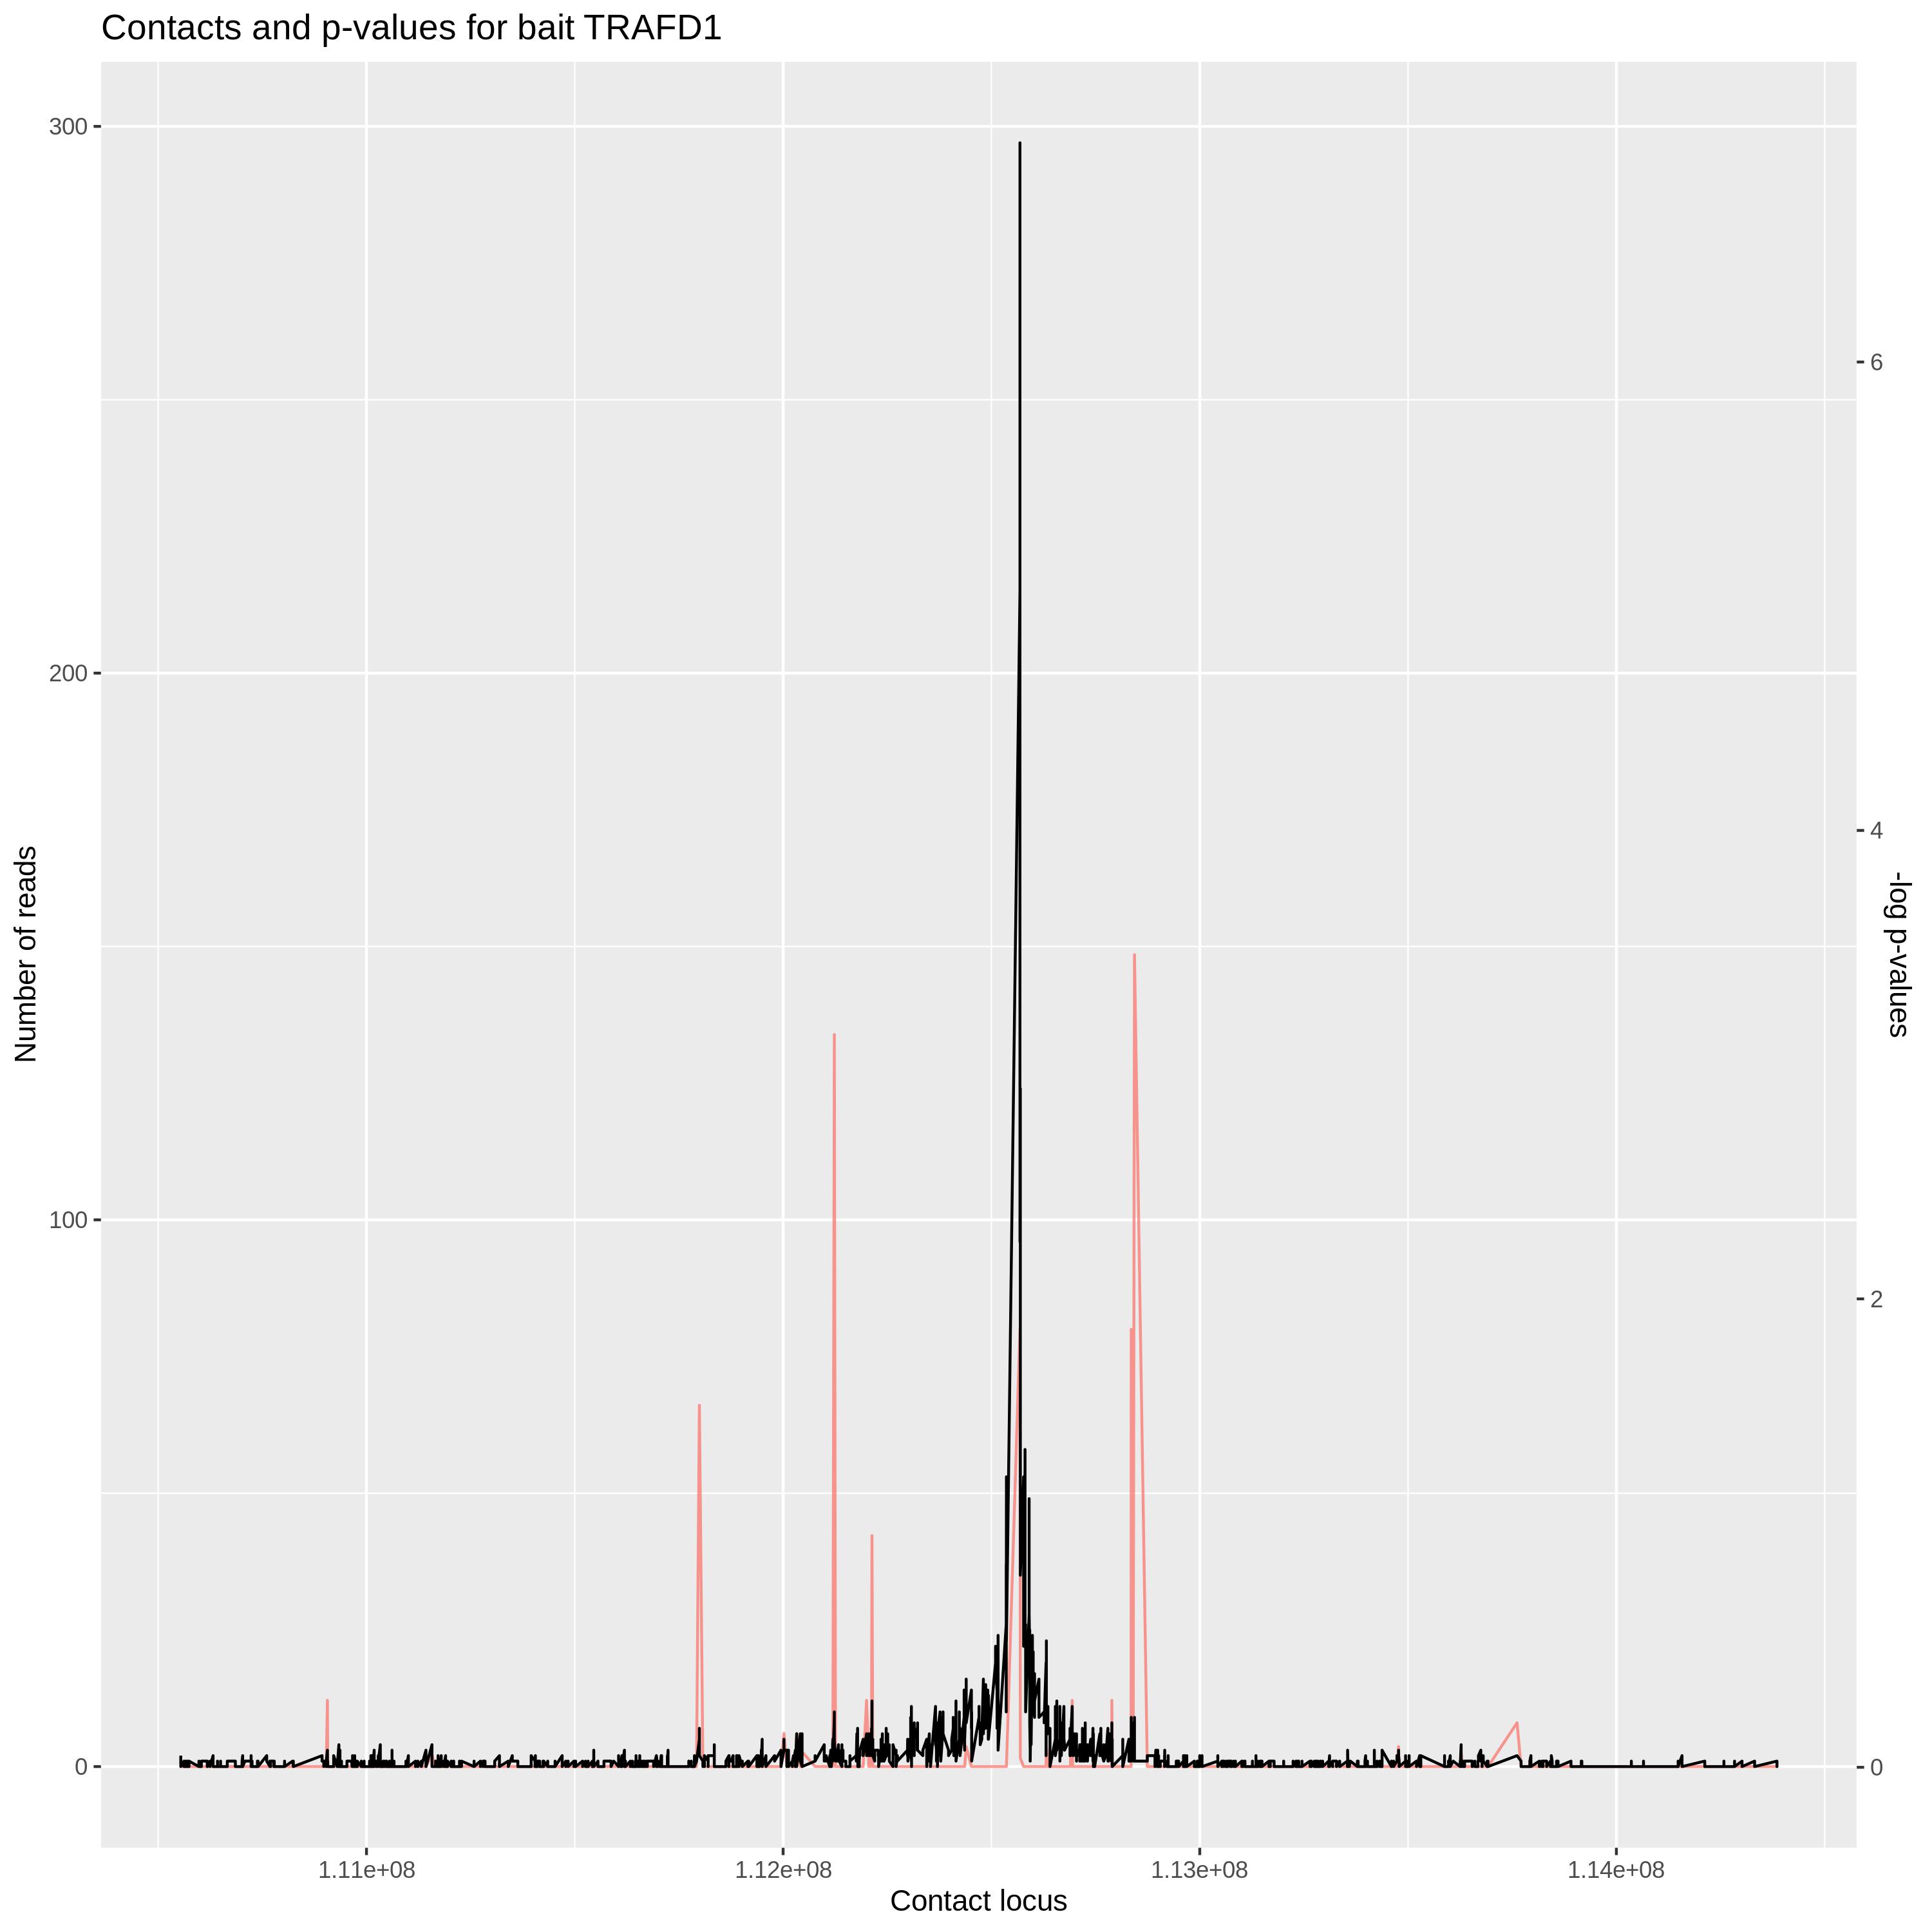 Contacts and p-values for bait TRAFD1
300
200
100
0
Number of reads
6
4
2
0
-log p-values
1.11e+08
1.12e+08
1.13e+08
1.14e+08
Contact locus